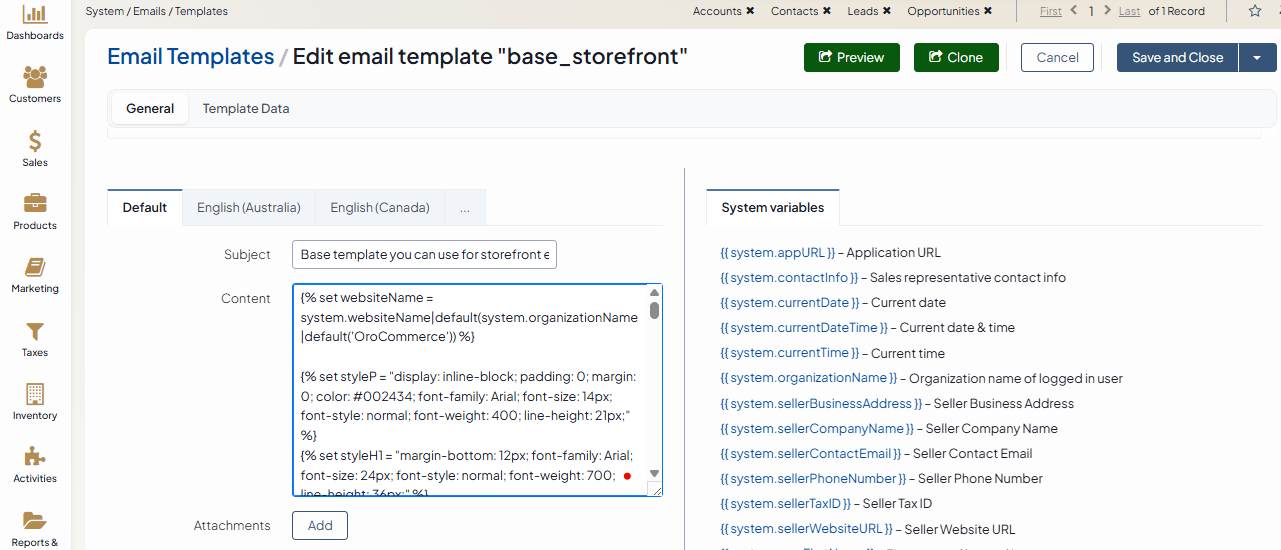 System / Emails / Templates
Accounts ✖ Contacts ✖ Leads ✖ Opportunities ✖
First < 1 > Last of 1 Record
Dashboards
Customers
Sales
Products
Marketing
Taxes
Inventory
Activities
Reports &
Email Templates / Edit email template "base_storefront"
Preview
Clone
Cancel
Save and Close
General
Template Data
Default
English (Australia)
English (Canada)
...
Subject
Base template you can use for storefront e
Content
{% set websiteName =
system.websiteName|default(system.organizationName
|default('OroCommerce')) %}
{% set styleP = "display: inline-block; padding: 0; margin:
0; color: #002434; font-family: Arial; font-size: 14px;
font-style: normal; font-weight: 400; line-height: 21px;"
%}
{% set styleH1 = "margin-bottom: 12px; font-family: Arial;
font-size: 24px; font-style: normal; font-weight: 700;
line-height: 36px;" %}
Attachments
Add
System variables
{{ system.appURL }} – Application URL
{{ system.contactInfo }} – Sales representative contact info
{{ system.currentDate }} – Current date
{{ system.currentDateTime }} – Current date & time
{{ system.currentTime }} – Current time
{{ system.organizationName }} – Organization name of logged in user
{{ system.sellerBusinessAddress }} – Seller Business Address
{{ system.sellerCompanyName }} – Seller Company Name
{{ system.sellerContactEmail }} – Seller Contact Email
{{ system.sellerPhoneNumber }} – Seller Phone Number
{{ system.sellerTaxID }} – Seller Tax ID
{{ system.sellerWebsiteURL }} – Seller Website URL